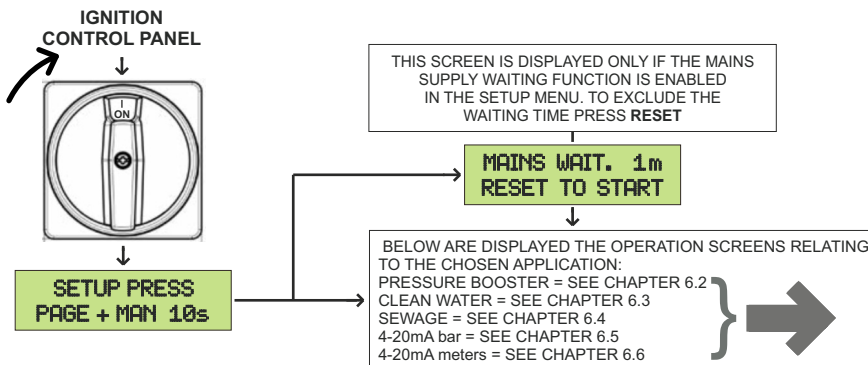 IGNITION
CONTROL PANEL
I
ON
SETUP PRESS
PAGE + MAN 10s
THIS SCREEN IS DISPLAYED ONLY IF THE MAINS
SUPPLY WAITING FUNCTION IS ENABLED
IN THE SETUP MENU. TO EXCLUDE THE
WAITING TIME PRESS RESET
MAINS WAIT. 1m
RESET TO START
BELOW ARE DISPLAYED THE OPERATION SCREENS RELATING
TO THE CHOSEN APPLICATION:
PRESSURE BOOSTER = SEE CHAPTER 6.2
CLEAN WATER = SEE CHAPTER 6.3
SEWAGE = SEE CHAPTER 6.4
4-20mA bar = SEE CHAPTER 6.5
4-20mA meters = SEE CHAPTER 6.6